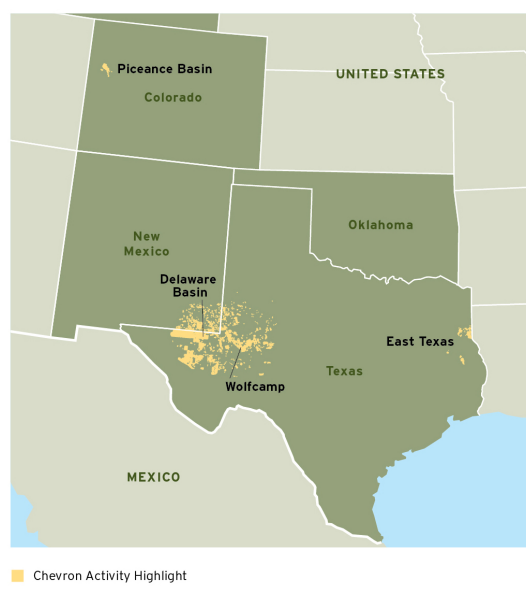 Piceance Basin
UNITED STATES
Colorado
Oklahoma
New
Mexico
Delaware
Basin
East Texas
Texas
Wolfcamp
MEXICO
Chevron Activity Highlight